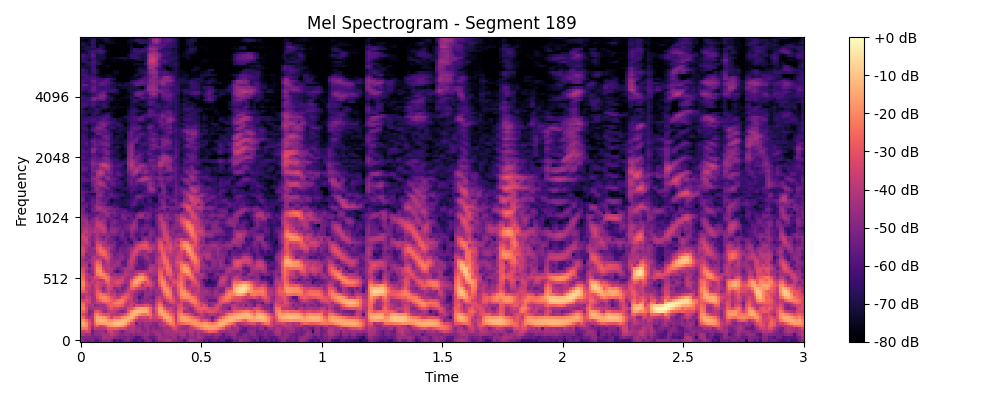 Mel Spectrogram - Segment 189
Frequency
4096
2048
1024
512
0
0
0.5
1
1.5
2
2.5
3
Time
+0 dB
-10 dB
-20 dB
-30 dB
-40 dB
-50 dB
-60 dB
-70 dB
-80 dB